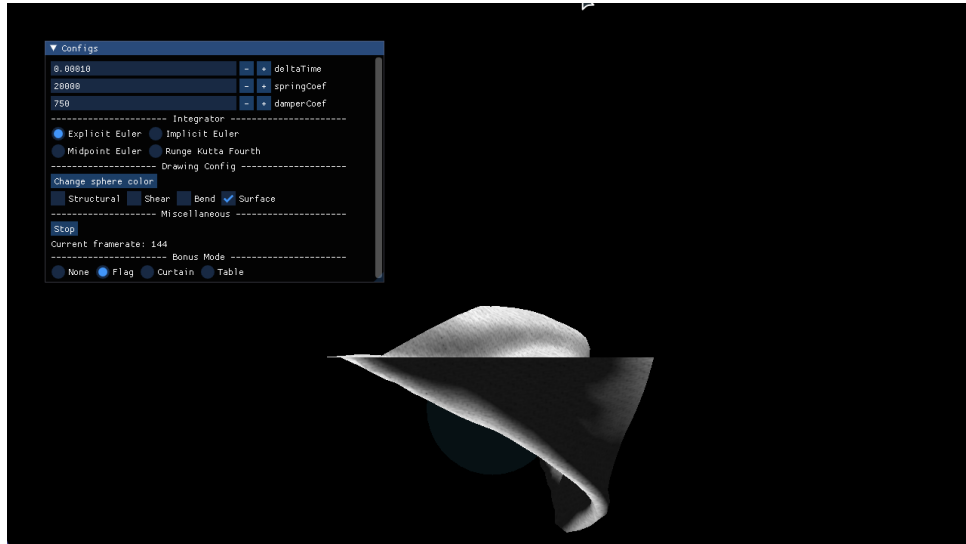 ▼ Configs
0.00010 - + deltaTime
20000 - + springCoef
750 - + damperCoef
---------------------- Integrator ----------------------
Explicit Euler Implicit Euler
Midpoint Euler Runge Kutta Fourth
-------------------- Drawing Config --------------------
Change sphere color
Structural Shear Bend Surface
-------------------- Miscellaneous ---------------------
Stop
Current framerate: 144
---------------------- Bonus Mode ----------------------
None Flag Curtain Table